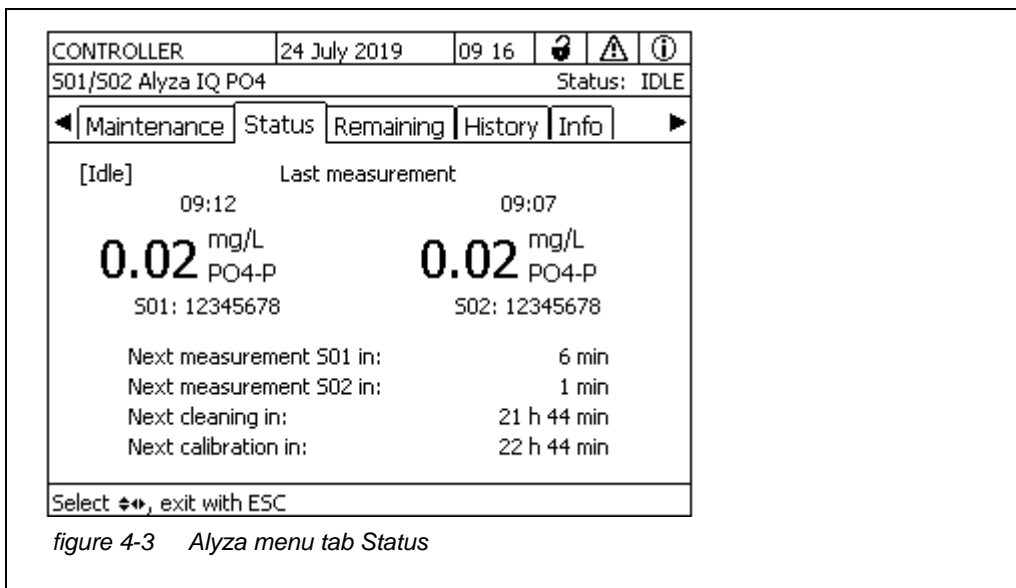 CONTROLLER 24 July 2019 09 16
S01/S02 Alyza IQ PO4 Status: IDLE
Maintenance Status Remaining History Info
[Idle] Last measurement
09:12 09:07
0.02 mg/L PO4-P 0.02 mg/L PO4-P
S01: 12345678 S02: 12345678
Next measurement S01 in: 6 min
Next measurement S02 in: 1 min
Next cleaning in: 21 h 44 min
Next calibration in: 22 h 44 min
Select , exit with ESC
figure 4-3 Alyza menu tab Status